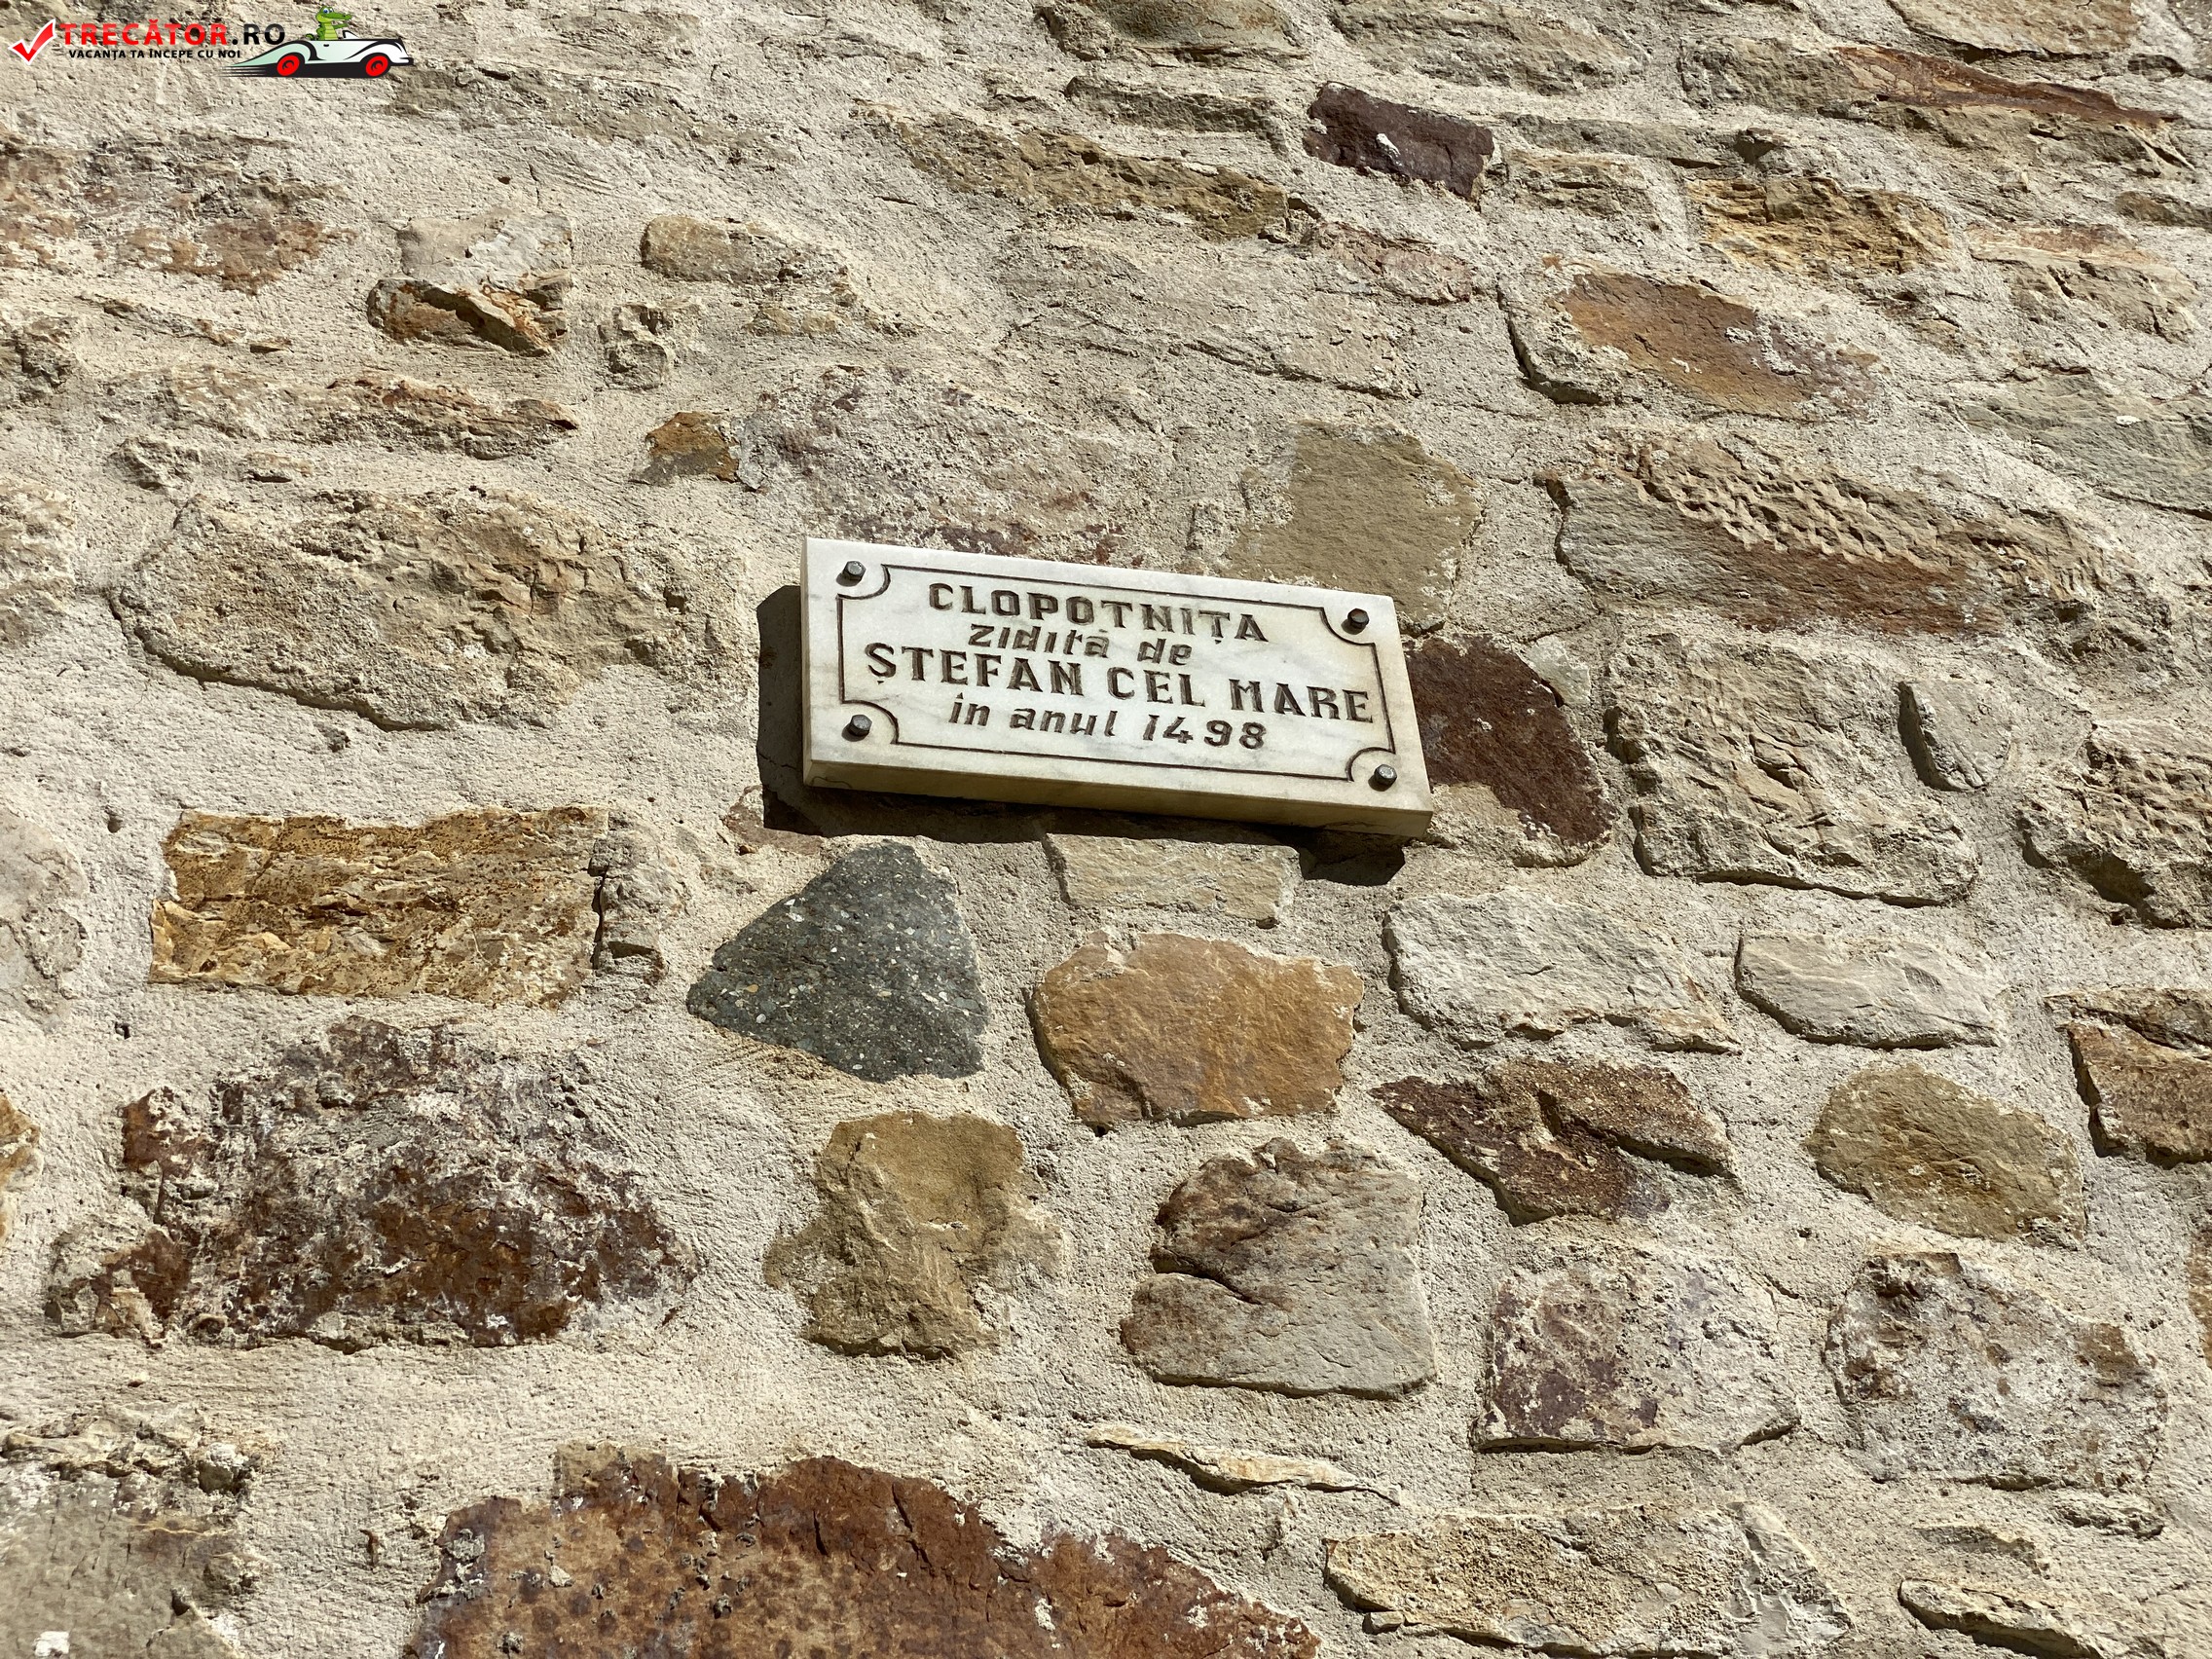 TRECĂTOR.RO
VACANȚA TA ÎNCEPE CU NOI
CLOPOTNIȚA
zidită de
ȘTEFAN CEL MARE
în anul 1498